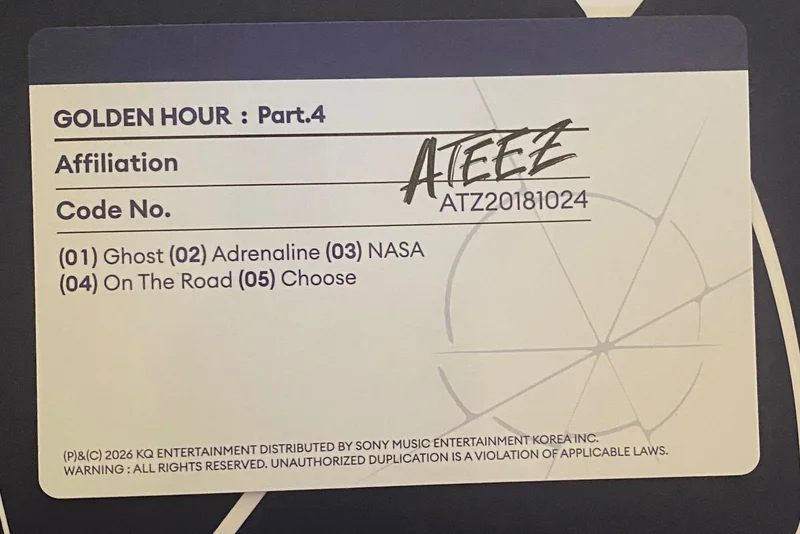 GOLDEN HOUR : Part.4
Affiliation ATEEZ
Code No. ATZ20181024
(01) Ghost (02) Adrenaline (03) NASA
(04) On The Road (05) Choose
(P)&(C) 2026 KQ ENTERTAINMENT DISTRIBUTED BY SONY MUSIC ENTERTAINMENT KOREA INC.
WARNING : ALL RIGHTS RESERVED. UNAUTHORIZED DUPLICATION IS A VIOLATION OF APPLICABLE LAWS.